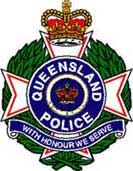 QUEENSLAND
POLICE
WITH HONOUR WE SERVE